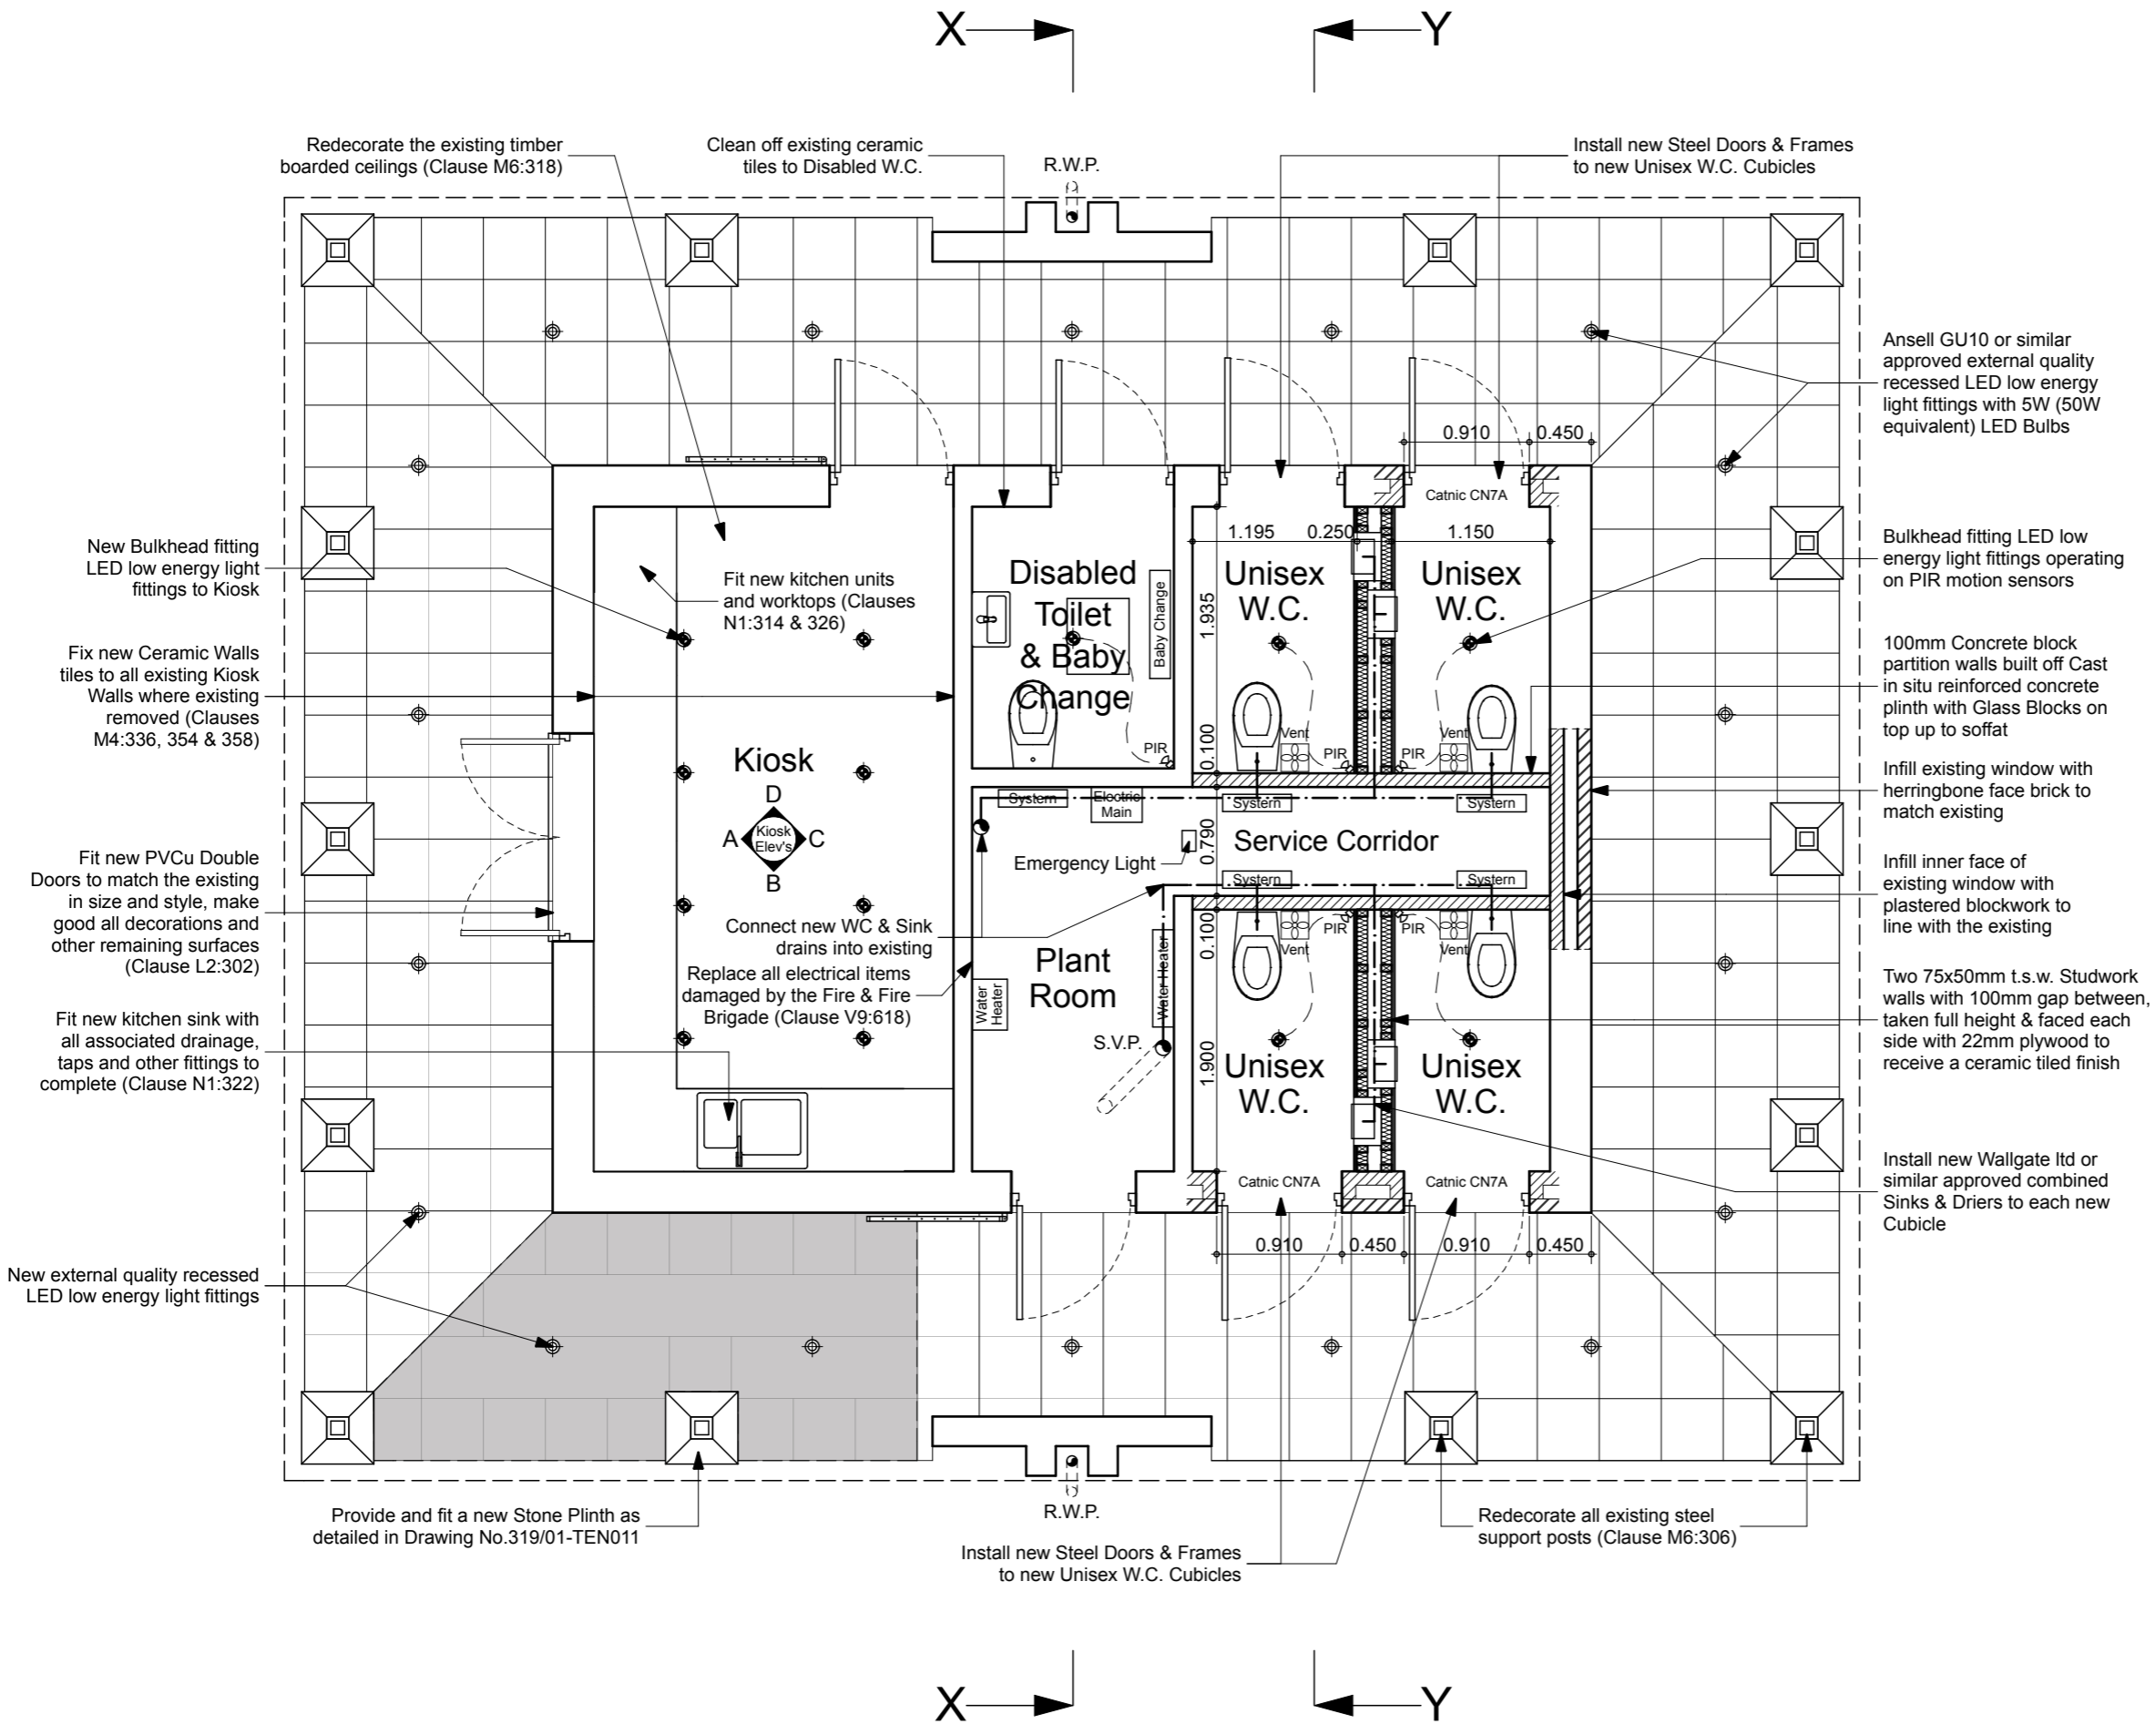 X
Y
Redecorate the existing timber
boarded ceilings (Clause M6:318)
Clean off existing ceramic
tiles to Disabled W.C.
R.W.P.
Install new Steel Doors & Frames
to new Unisex W.C. Cubicles
Ansell GU10 or similar
approved external quality
recessed LED low energy
light fittings with 5W (50W
equivalent) LED Bulbs
0.910
0.450
Catnic CN7A
New Bulkhead fitting
LED low energy light
fittings to Kiosk
Fit new kitchen units
and worktops (Clauses
N1:314 & 326)
Disabled
Toilet
& Baby
Change
Baby Change
PIR
1.195
0.250
1.150
1.935
0.100
Unisex
W.C.
Vent
PIR
Unisex
W.C.
Vent
PIR
Bulkhead fitting LED low
energy light fittings operating
on PIR motion sensors
Fix new Ceramic Walls
tiles to all existing Kiosk
Walls where existing
removed (Clauses
M4:336, 354 & 358)
100mm Concrete block
partition walls built off Cast
in situ reinforced concrete
plinth with Glass Blocks on
top up to soffat
Kiosk
D
A
Kiosk
Elev's
C
B
System
Electric
Main
System
System
Infill existing window with
herringbone face brick to
match existing
0.790
Service Corridor
Emergency Light
System
System
Fit new PVCu Double
Doors to match the existing
in size and style, make
good all decorations and
other remaining surfaces
(Clause L2:302)
Infill inner face of
existing window with
plastered blockwork to
line with the existing
Connect new WC & Sink
drains into existing
Replace all electrical items
damaged by the Fire & Fire
Brigade (Clause V9:618)
Plant
Room
Water
Heater
Water Heater
S.V.P.
0.100
1.900
PIR
Vent
PIR
Vent
Unisex
W.C.
Unisex
W.C.
Two 75x50mm t.s.w. Studwork
walls with 100mm gap between,
taken full height & faced each
side with 22mm plywood to
receive a ceramic tiled finish
Fit new kitchen sink with
all associated drainage,
taps and other fittings to
complete (Clause N1:322)
Catnic CN7A
Catnic CN7A
Install new Wallgate ltd or
similar approved combined
Sinks & Driers to each new
Cubicle
0.910
0.450
0.910
0.450
New external quality recessed
LED low energy light fittings
Provide and fit a new Stone Plinth as
detailed in Drawing No.319/01-TEN011
R.W.P.
Install new Steel Doors & Frames
to new Unisex W.C. Cubicles
Redecorate all existing steel
support posts (Clause M6:306)
X
Y